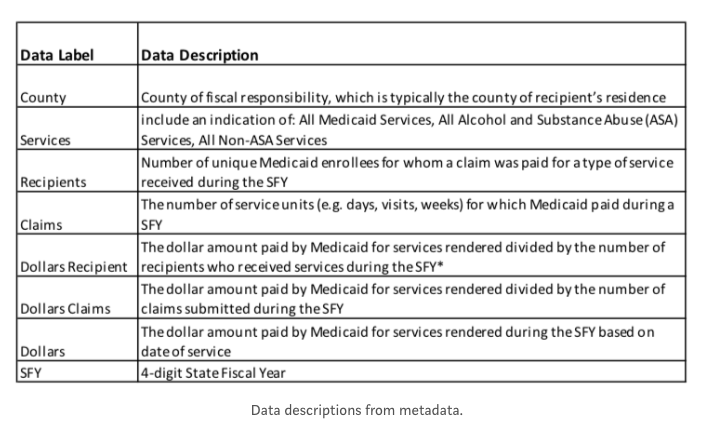 Data Label Data Description
County County of fiscal responsibility, which is typically the county of recipient's residence
include an indication of: All Medicaid Services, All Alcohol and Substance Abuse (ASA)
Services Services, All Non-ASA Services
Number of unique Medicaid enrollees for whom a claim was paid for a type of service
Recipients received during the SFY
The number of service units (e.g. days, visits, weeks) for which Medicaid paid during a
Claims SFY
The dollar amount paid by Medicaid for services rendered divided by the number of
Dollars Recipient recipients who received services during the SFY*
The dollar amount paid by Medicaid for services rendered divided by the number of
Dollars Claims claims submitted during the SFY
The dollar amount paid by Medicaid for services rendered during the SFY based on
Dollars date of service
SFY 4-digit State Fiscal Year
Data descriptions from metadata.